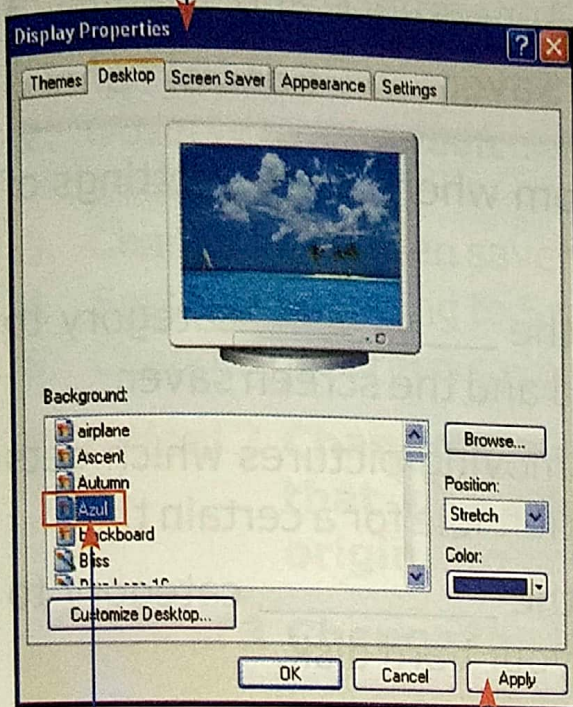 Display Properties
Themes Desktop Screen Saver Appearance Settings
Background:
airplane
Ascent
Autumn
Azul
blackboard
Bliss
Browse...
Position:
Stretch
Color:
Customize Desktop...
OK Cancel Apply